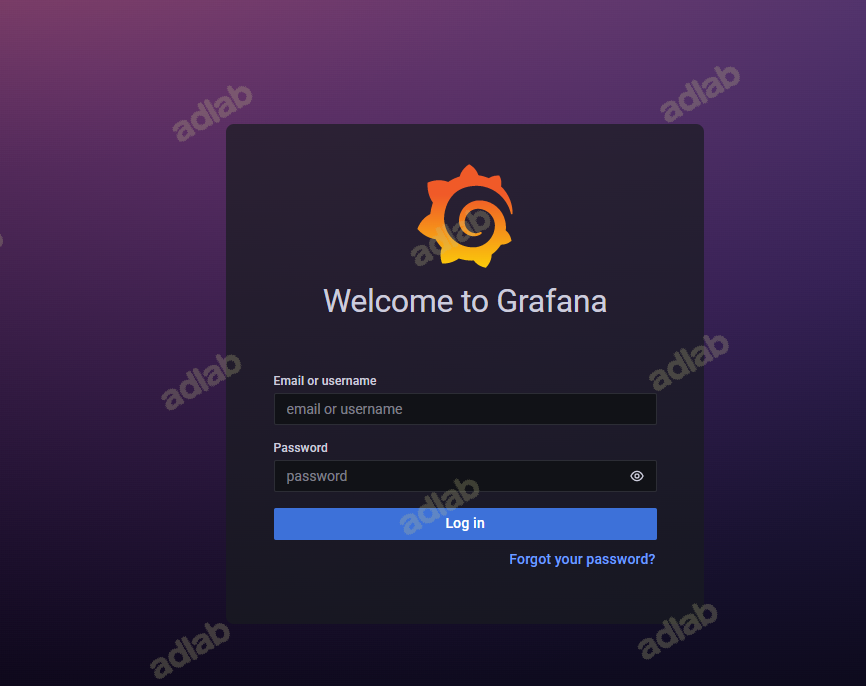 adlab
adlab
adlab
Welcome to Grafana
adlab
adlab
Email or username
email or username
Password
password
adlab
Log in
Forgot your password?
adlab
adlab